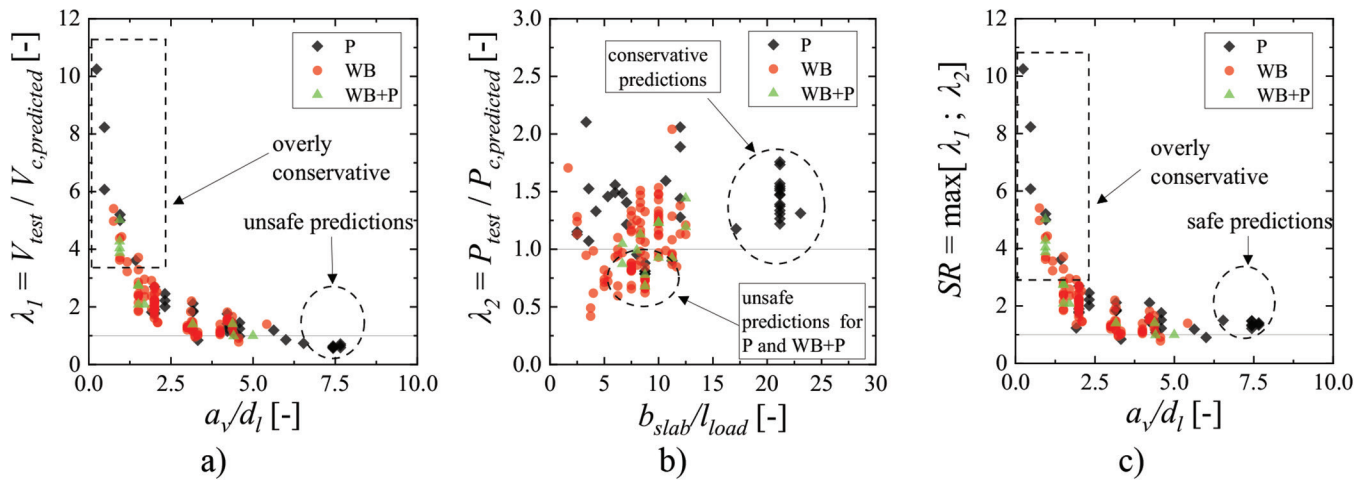 12
10
8
6
4
2
0
λ1 = Vtest / Vc,predicted [-]
P
WB
WB+P
overly
conservative
unsafe predictions
0.0 2.5 5.0 7.5 10.0
av/dl [-]
a)
3.0
2.5
2.0
1.5
1.0
0.5
0.0
λ2 = Ptest / Pc,predicted [-]
conservative
predictions
P
WB
WB+P
unsafe
predictions for
P and WB+P
0 5 10 15 20 25 30
bslab/lload [-]
b)
12
10
8
6
4
2
0
SR = max[ λ1 ; λ2]
P
WB
WB+P
overly
conservative
safe predictions
0.0 2.5 5.0 7.5 10.0
av/dl [-]
c)